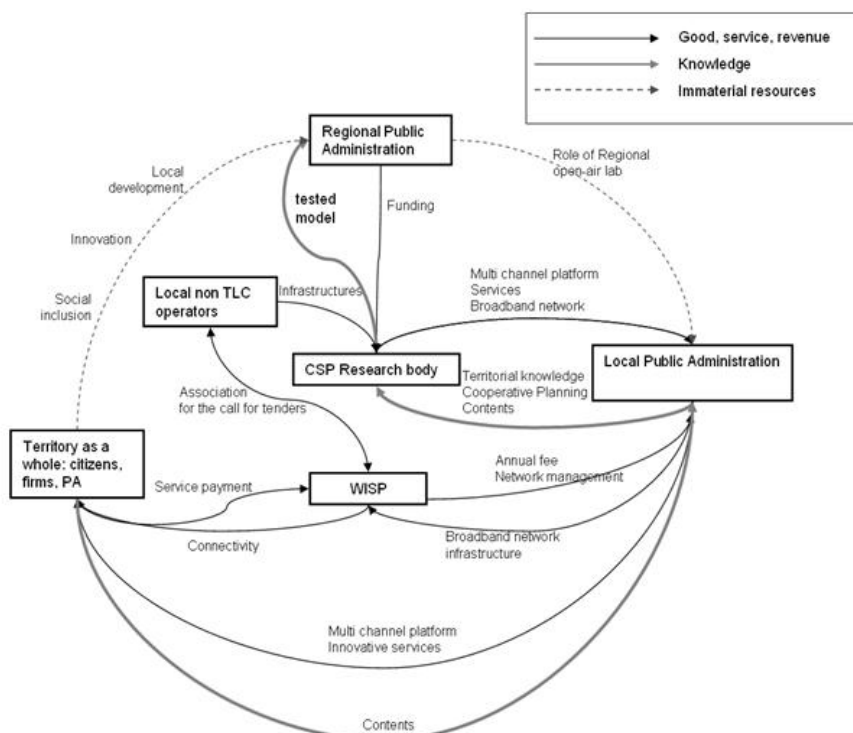 Good, service, revenue
Knowledge
Immaterial resources
Regional Public
Administration
Role of Regional
open-air lab
Local
development
tested
model
Funding
Innovation
Local non TLC
operators
Infrastructures
Multi channel platform
Services
Broadband network
Social
inclusion
CSP Research body
Local Public Administration
Territorial knowledge
Cooperative Planning
Contents
Association
for the call for tenders
Territory as a
whole: citizens,
firms, PA
Service payment
WISP
Annual fee
Network management
Connectivity
Broadband network
infrastructure
Multi channel platform
Innovative services
Contents